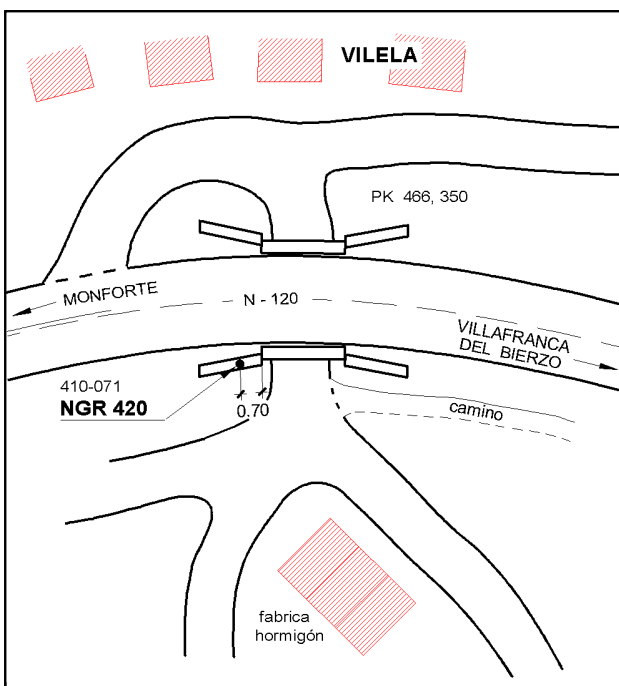 VILELA
PK 466, 350
MONFORTE
N - 120
VILLAFRANCA
DEL BIERZO
410-071
NGR 420
0.70
camino
fabrica
hormigón